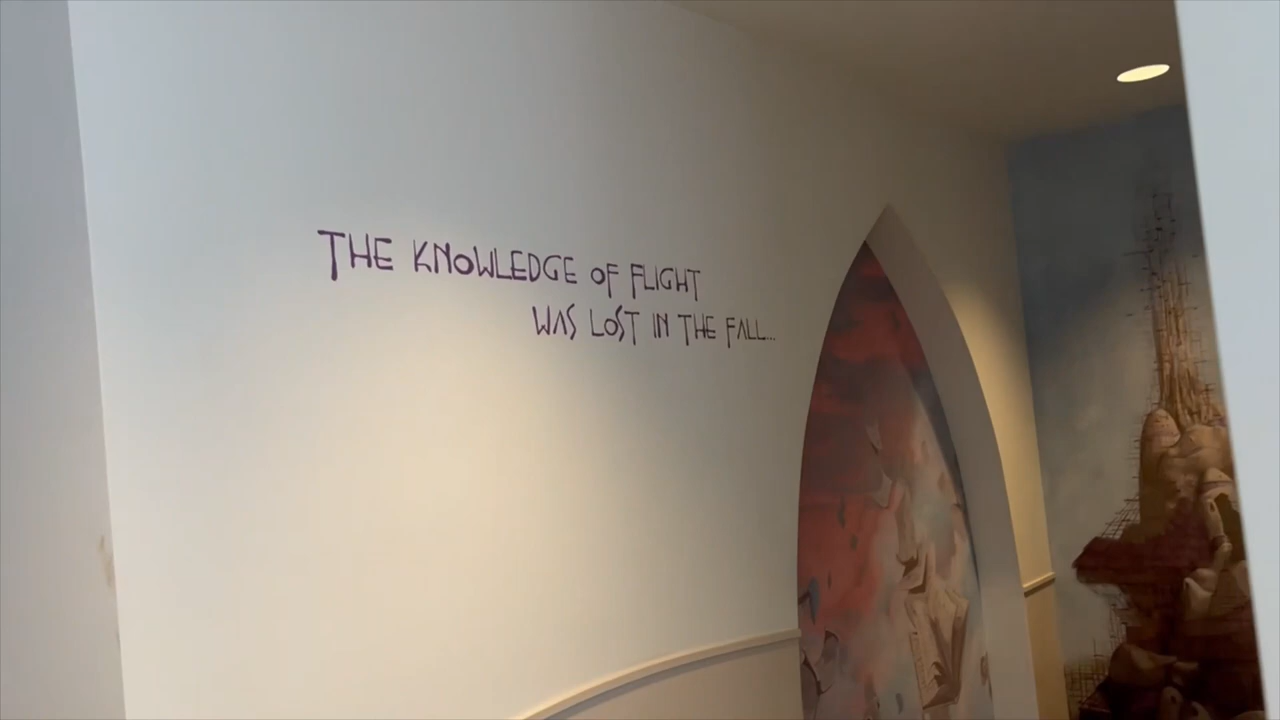 THE KNOWLEDGE OF FLIGHT
WAS LOST IN THE FALL...